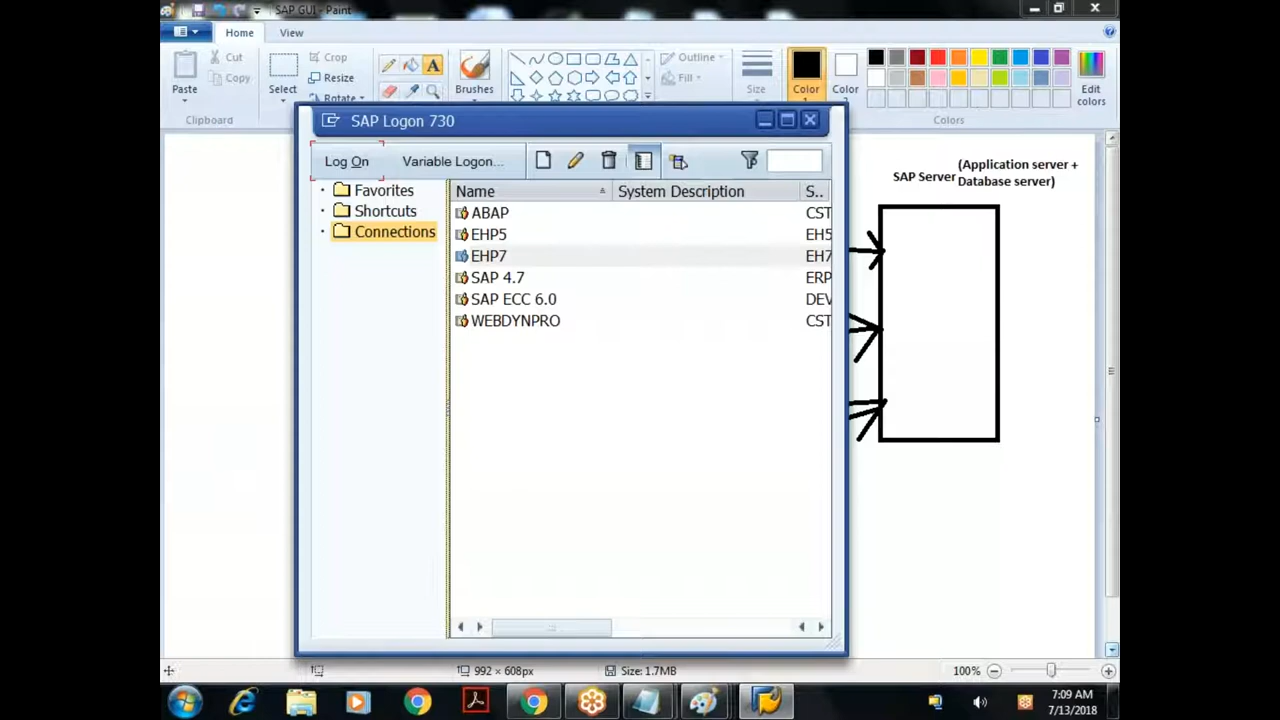 SAP GUI - Paint
Home View
Paste
Cut
Copy
Clipboard
Select
Crop
Resize
Rotate
Brushes
Outline
Fill
Size
Color
1
Color
Edit
colors
Colors
SAP Logon 730
Log On Variable Logon...
Favorites
Shortcuts
Connections
Name System Description S..
ABAP CST
EHP5 EH5
EHP7 EH7
SAP 4.7 ERP
SAP ECC 6.0 DEV
WEBDYNPRO CST
SAP Server
(Application server +
Database server)
992 × 608px Size: 1.7MB 100%
7:09 AM
7/13/2018